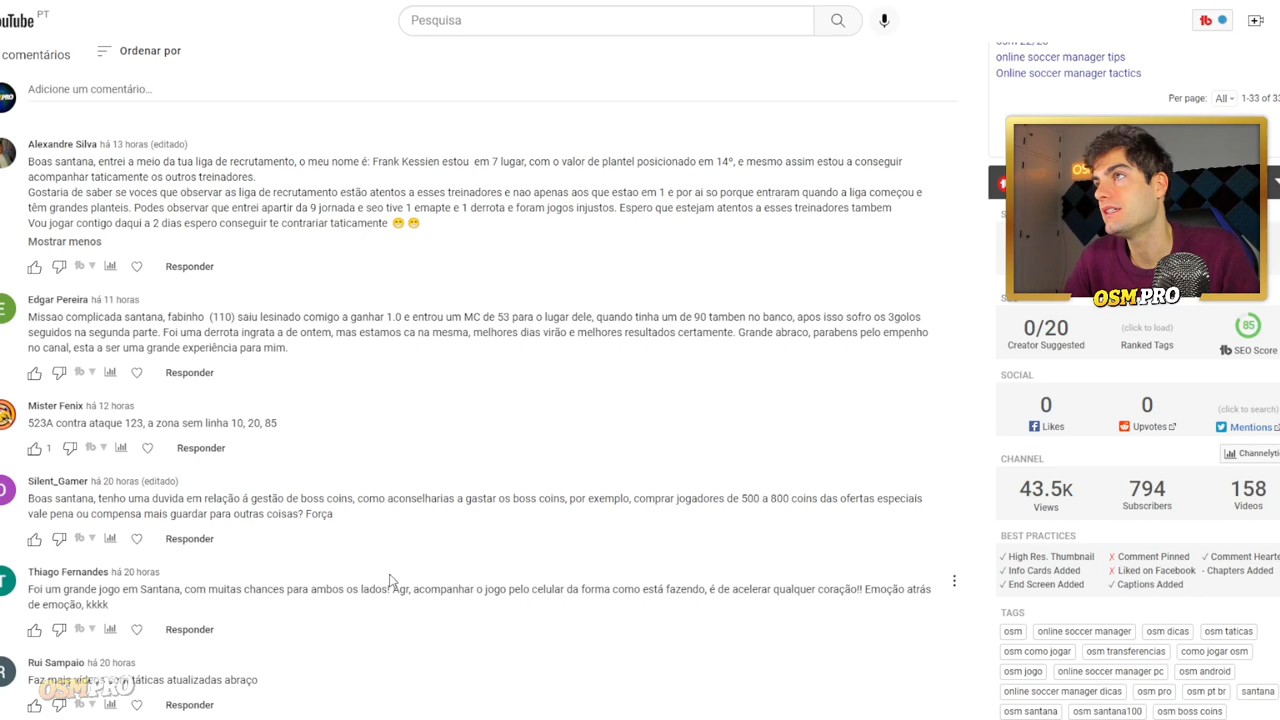 ouTube PT
Pesquisa
comentários
Ordenar por
Adicione um comentário...
Alexandre Silva há 13 horas (editado)
Boas santana, entrei a meio da tua liga de recrutamento, o meu nome é: Frank Kessien estou em 7 lugar, com o valor de plantel posicionado em 14º, e mesmo assim estou a conseguir
acompanhar taticamente os outros treinadores.
Gostaria de saber se voces que observar as liga de recrutamento estão atentos a esses treinadores e nao apenas aos que estao em 1 e por ai so porque entraram quando a liga começou e
têm grandes planteis. Podes observar que entrei apartir da 9 jornada e seo tive 1 emapte e 1 derrota e foram jogos injustos. Espero que estejam atentos a esses treinadores tambem
Vou jogar contigo daqui a 2 dias espero conseguir te contrariar taticamente 😁😁
Mostrar menos
Responder
Edgar Pereira há 11 horas
Missao complicada santana, fabinho (110) saiu lesinado comigo a ganhar 1.0 e entrou um MC de 53 para o lugar dele, quando tinha um de 90 tamben no banco, apos isso sofro os 3golos
seguidos na segunda parte. Foi uma derrota ingrata a de ontem, mas estamos ca na mesma, melhores dias virão e melhores resultados certamente. Grande abraco, parabens pelo empenho
no canal, esta a ser uma grande experiência para mim.
Responder
Mister Fenix há 12 horas
523A contra ataque 123, a zona sem linha 10, 20, 85
1
Responder
Silent_Gamer há 20 horas (editado)
Boas santana, tenho uma duvida em relação á gestão de boss coins, como aconselharias a gastar os boss coins, por exemplo, comprar jogadores de 500 a 800 coins das ofertas especiais
vale pena ou compensa mais guardar para outras coisas? Força
Responder
Thiago Fernandes há 20 horas
Foi um grande jogo em Santana, com muitas chances para ambos os lados! Agr, acompanhar o jogo pelo celular da forma como está fazendo, é de acelerar qualquer coração!! Emoção atrás
de emoção, kkkk
Responder
Rui Sampaio há 20 horas
Faz mais vídeos com táticas atualizadas abraço
OSM PRO
Responder
online soccer manager tips
Online soccer manager tactics
Per page: All 1-33 of 33
OSM PRO
0/20
Creator Suggested
(click to load)
Ranked Tags
85
SEO Score
SOCIAL
0
Likes
0
Upvotes
(click to search)
Mentions
CHANNEL
Channelyti
43.5K
Views
794
Subscribers
158
Videos
BEST PRACTICES
✓ High Res. Thumbnail
✗ Comment Pinned
✓ Comment Hearte
✓ Info Cards Added
✗ Liked on Facebook
- Chapters Added
✓ End Screen Added
✓ Captions Added
TAGS
osm
online soccer manager
osm dicas
osm taticas
osm como jogar
osm transferencias
como jogar osm
osm jogo
online soccer manager pc
osm android
online soccer manager dicas
osm pro
osm pt br
santana
osm santana
osm santana100
osm boss coins